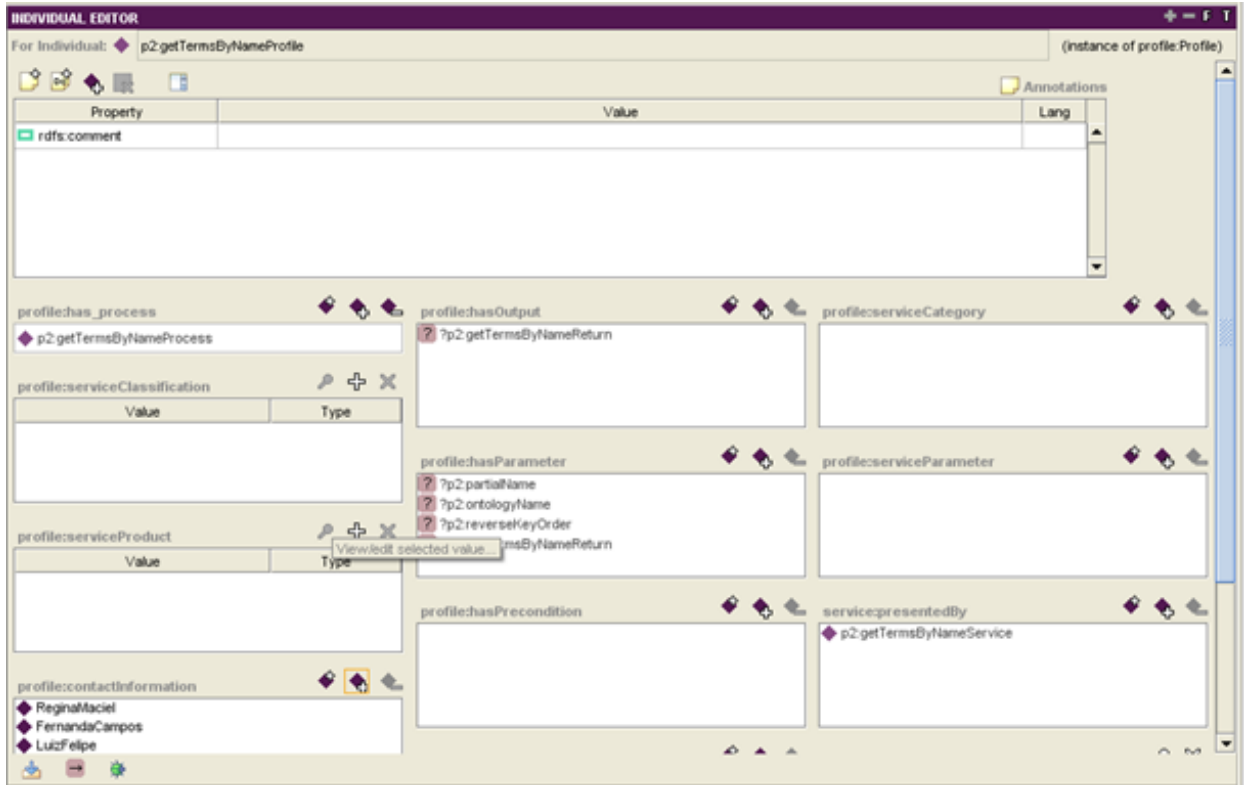 INDIVIDUAL EDITOR
F T
For Individual: p2:getTermsByNameProfile
(instance of profile:Profile)
Annotations
Property Value Lang
rdfs:comment
profile:has_process
p2:getTermsByNameProcess
profile:serviceClassification
Value Type
profile:serviceProduct
View/edit selected value...
Value Type
profile:contactInformation
ReginaMaciel
FernandaCampos
LuizFelipe
profile:hasOutput
?p2:getTermsByNameReturn
profile:hasParameter
?p2:partialName
?p2:ontologyName
?p2:reverseKeyOrder
msByNameReturn
profile:hasPrecondition
profile:serviceCategory
profile:serviceParameter
service:presentedBy
p2:getTermsByNameService